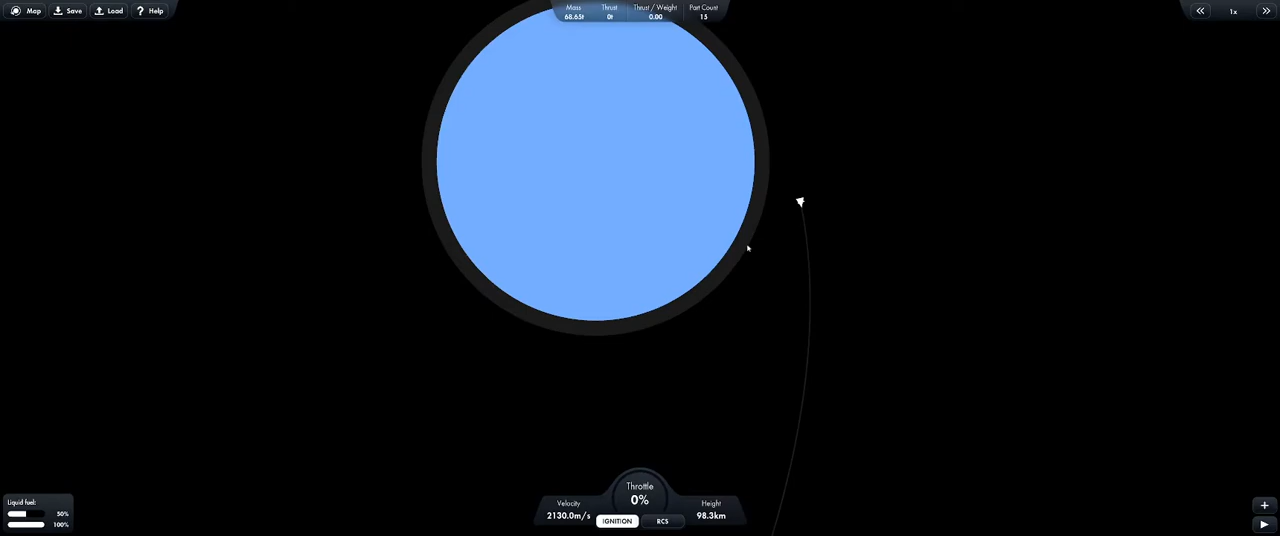 Map Save Load ? Help
Mass Thrust Thrust / Weight Part Count
68.65t 0t 0.00 15
1x
Liquid fuel:
50%
100%
Throttle
0%
Velocity Height
2130.0m/s IGNITION RCS 98.3km